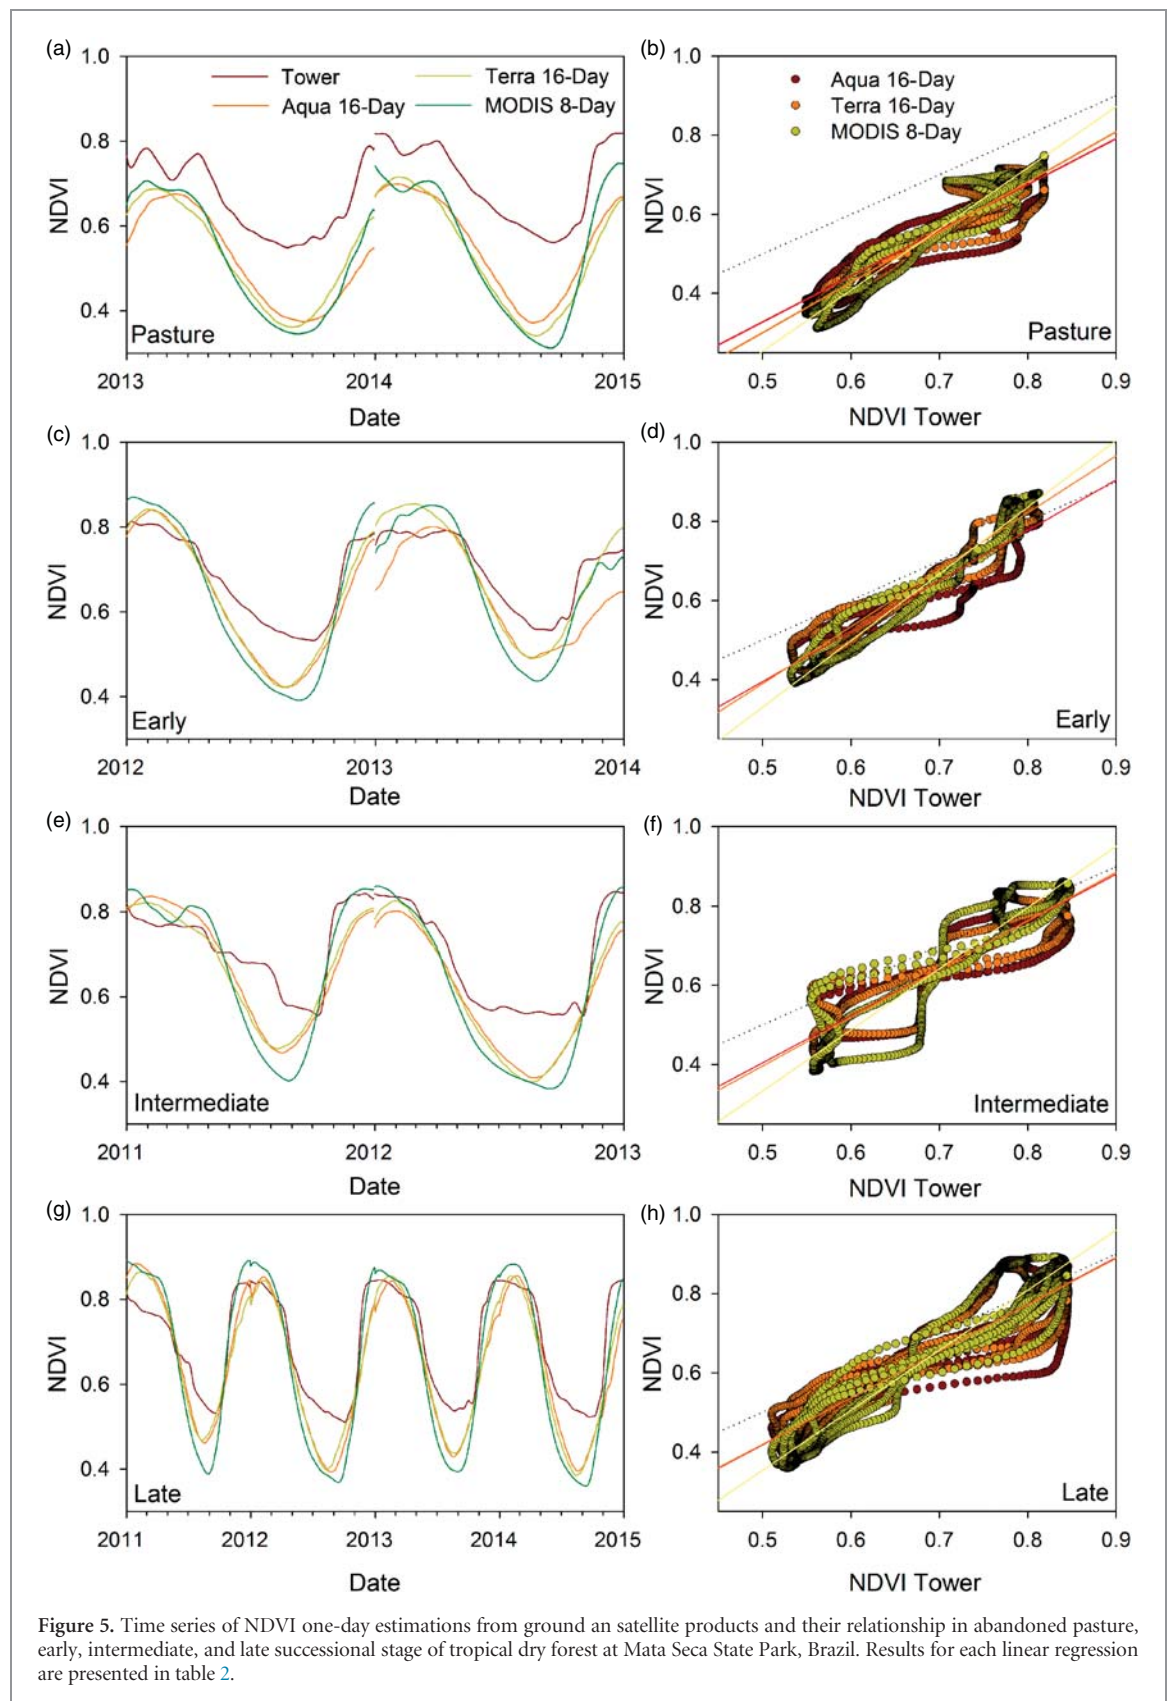 (a)
1.0
0.8
0.6
0.4
NDVI
Tower
Aqua 16-Day
Terra 16-Day
MODIS 8-Day
Pasture
2013
2014
2015
Date
(b)
1.0
0.8
0.6
0.4
NDVI
Aqua 16-Day
Terra 16-Day
MODIS 8-Day
Pasture
0.5
0.6
0.7
0.8
0.9
NDVI Tower
(c)
1.0
0.8
0.6
0.4
NDVI
Early
2012
2013
2014
Date
(d)
1.0
0.8
0.6
0.4
NDVI
Early
0.5
0.6
0.7
0.8
0.9
NDVI Tower
(e)
1.0
0.8
0.6
0.4
NDVI
Intermediate
2011
2012
2013
Date
(f)
1.0
0.8
0.6
0.4
NDVI
Intermediate
0.5
0.6
0.7
0.8
0.9
NDVI Tower
(g)
1.0
0.8
0.6
0.4
NDVI
Late
2011
2012
2013
2014
2015
Date
(h)
1.0
0.8
0.6
0.4
NDVI
Late
0.5
0.6
0.7
0.8
0.9
NDVI Tower
Figure 5. Time series of NDVI one-day estimations from ground an satellite products and their relationship in abandoned pasture,
early, intermediate, and late successional stage of tropical dry forest at Mata Seca State Park, Brazil. Results for each linear regression
are presented in table 2.